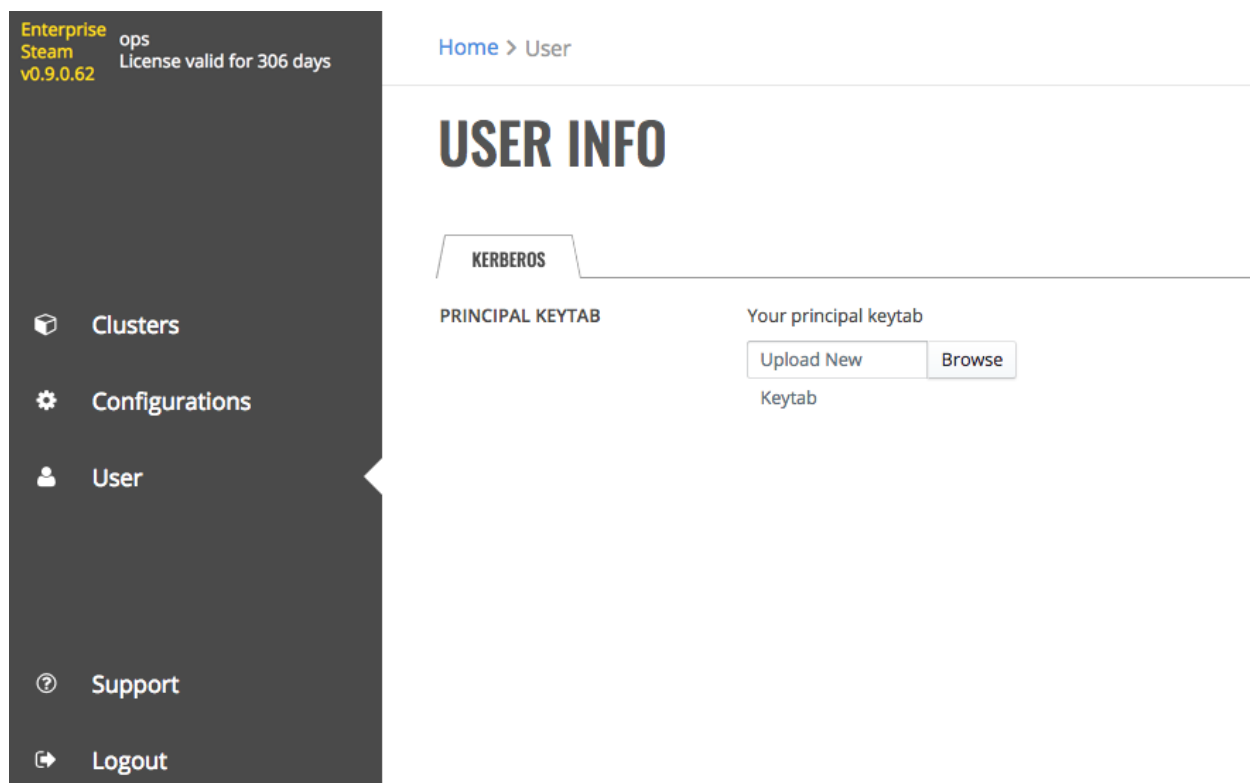 Enterprise
Steam
v0.9.0.62
ops
License valid for 306 days
Clusters
Configurations
User
Support
Logout
Home > User
USER INFO
KERBEROS
PRINCIPAL KEYTAB
Your principal keytab
Upload New
Browse
Keytab